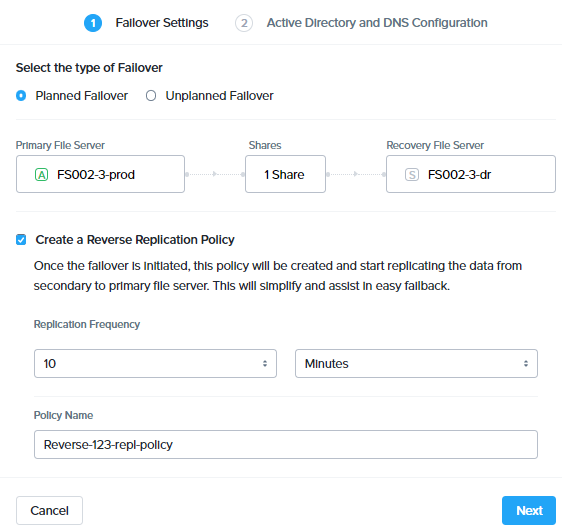 1 Failover Settings 2 Active Directory and DNS Configuration
Select the type of Failover
Planned Failover Unplanned Failover
Primary File Server Shares Recovery File Server
A FS002-3-prod 1 Share S FS002-3-dr
Create a Reverse Replication Policy
Once the failover is initiated, this policy will be created and start replicating the data from
secondary to primary file server. This will simplify and assist in easy failback.
Replication Frequency
10 Minutes
Policy Name
Reverse-123-repl-policy
Cancel Next